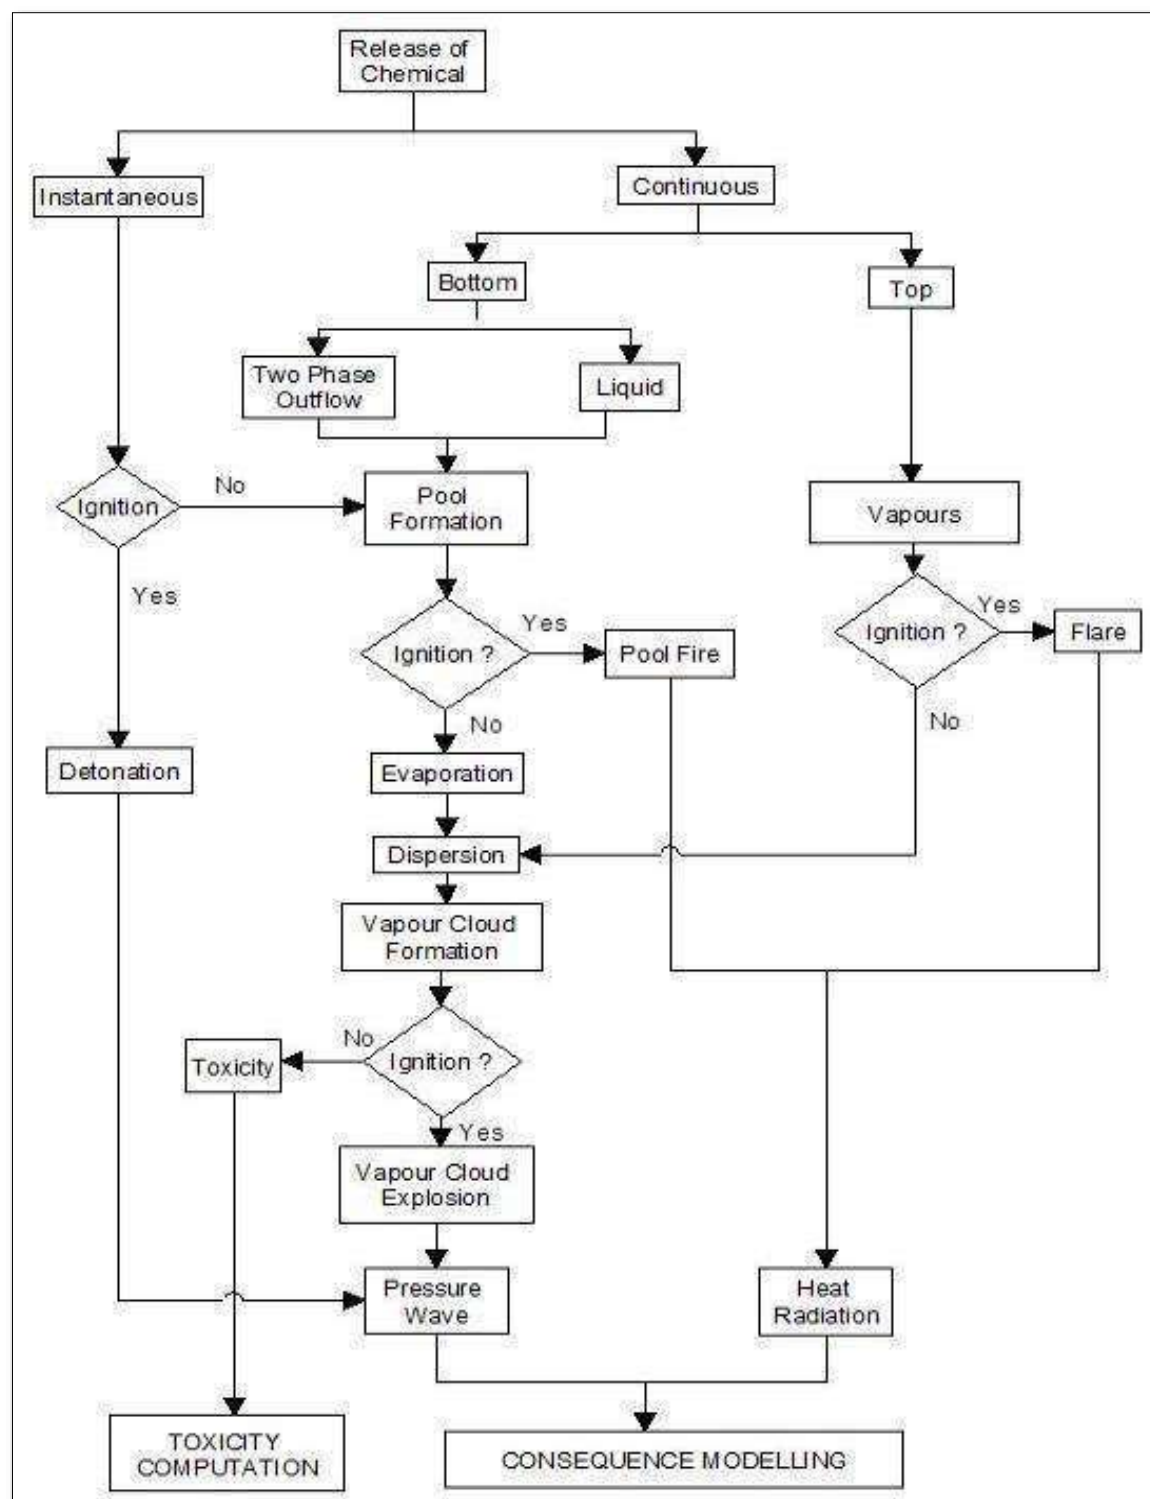 Release of
Chemical
Instantaneous
Continuous
Bottom
Top
Two Phase
Outflow
Liquid
Ignition
No
Pool
Formation
Vapours
Yes
Ignition ?
Yes
Pool Fire
Ignition ?
Yes
Flare
No
No
Detonation
Evaporation
Dispersion
Vapour Cloud
Formation
No
Ignition ?
Toxicity
Yes
Vapour Cloud
Explosion
Pressure
Wave
Heat
Radiation
TOXICITY
COMPUTATION
CONSEQUENCE MODELLING